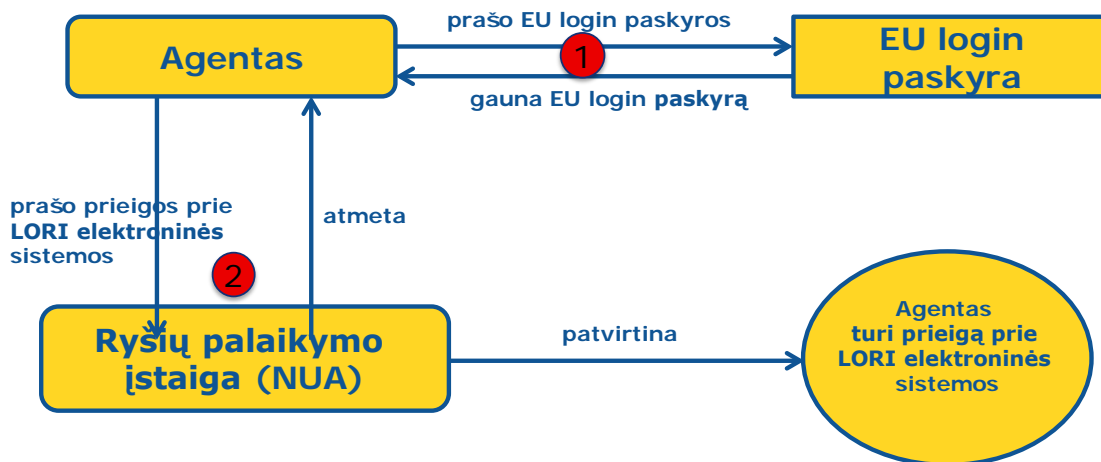 prašo EU login paskyros
Agentas
1
EU login
paskyra
gauna EU login paskyrą
prašo prieigos prie
LORI elektroninės
sistemos
atmeta
2
Ryšių palaikymo
įstaiga (NUA)
patvirtina
Agentas
turi prieigą prie
LORI elektroninės
sistemos